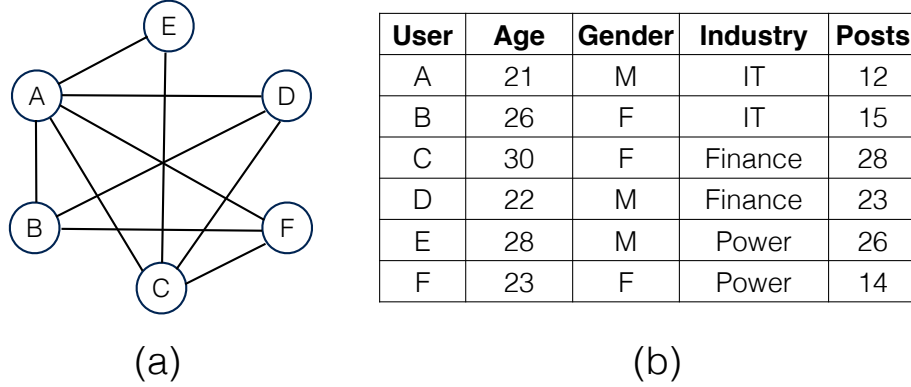 E
A
D
B
F
C
(a)
User Age Gender Industry Posts
A 21 M IT 12
B 26 F IT 15
C 30 F Finance 28
D 22 M Finance 23
E 28 M Power 26
F 23 F Power 14
(b)